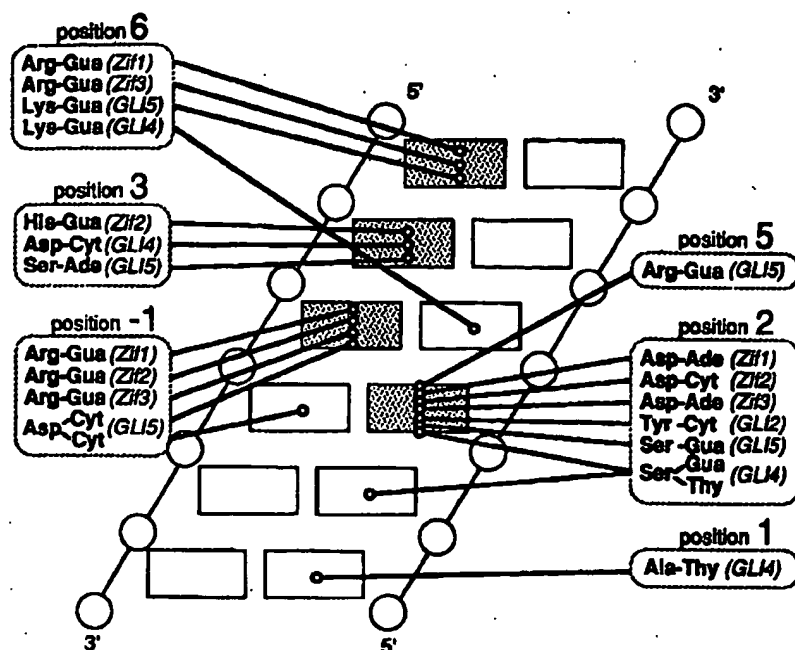 position 6
Arg-Gua (Zif1)
Arg-Gua (Zif3)
Lys-Gua (GLI5)
Lys-Gua (GLI4)
5'
3'
position 3
His-Gua (Zif2)
Asp-Cyt (GLI4)
Ser-Ade (GLI5)
position 5
Arg-Gua (GLI5)
position -1
Arg-Gua (Zif1)
Arg-Gua (Zif2)
Arg-Gua (Zif3)
Asp Cyt Cyt (GLI5)
position 2
Asp-Ade (Zif1)
Asp-Cyt (Zif2)
Asp-Ade (Zif3)
Tyr-Cyt (GLI2)
Ser-Gua (GLI5)
Ser Gua Thy (GLI4)
position 1
Ala-Thy (GLI4)
3'
5'